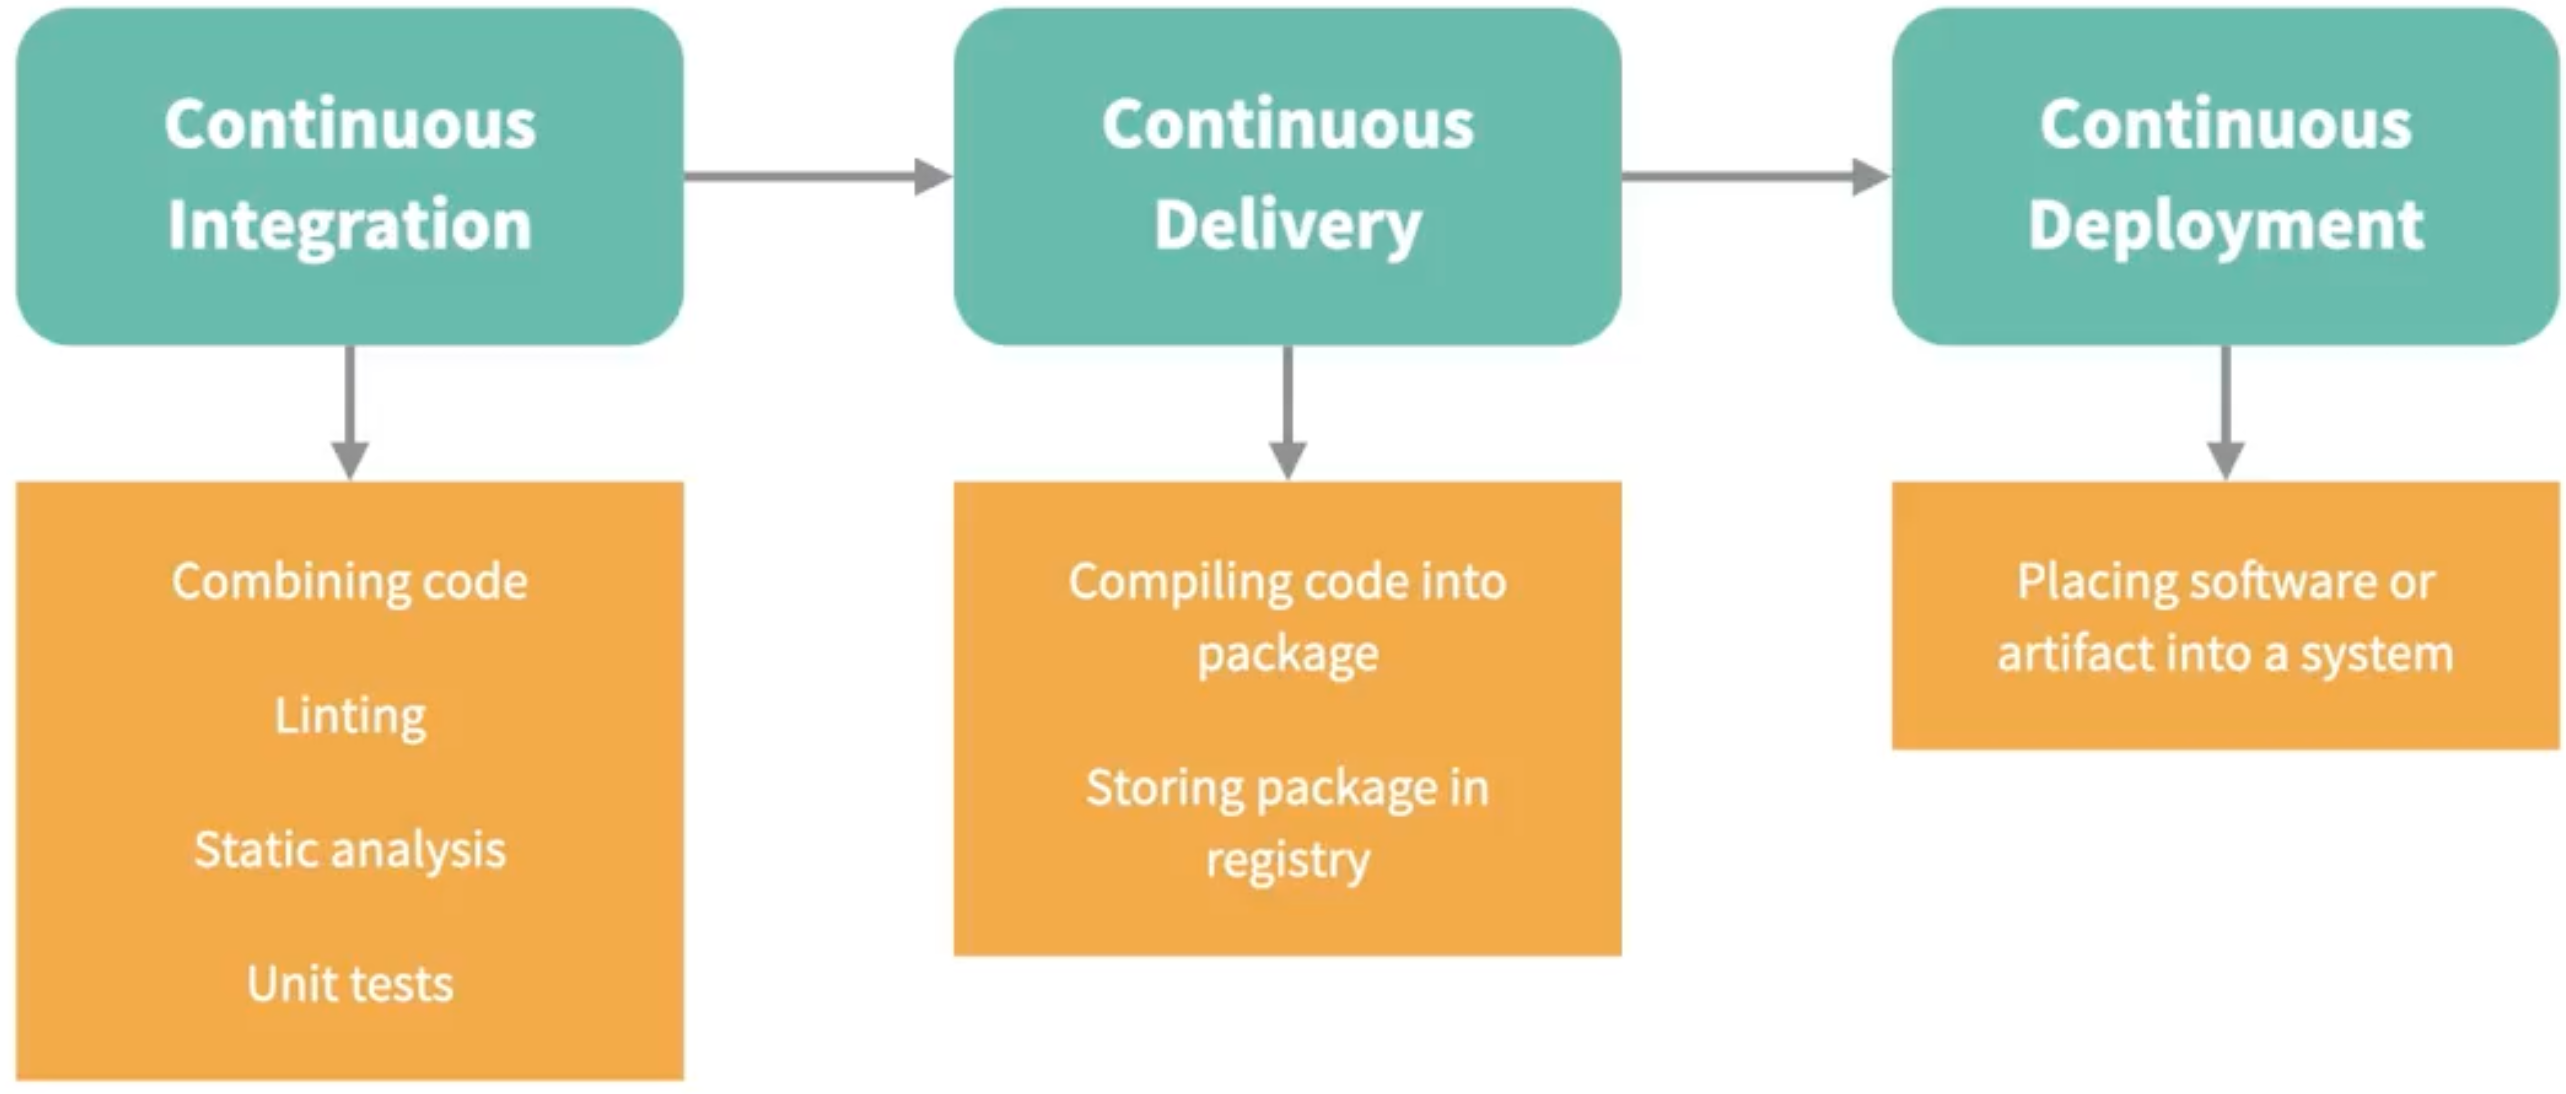 Continuous
Integration
Continuous
Delivery
Continuous
Deployment
Combining code
Linting
Static analysis
Unit tests
Compiling code into
package
Storing package in
registry
Placing software or
artifact into a system